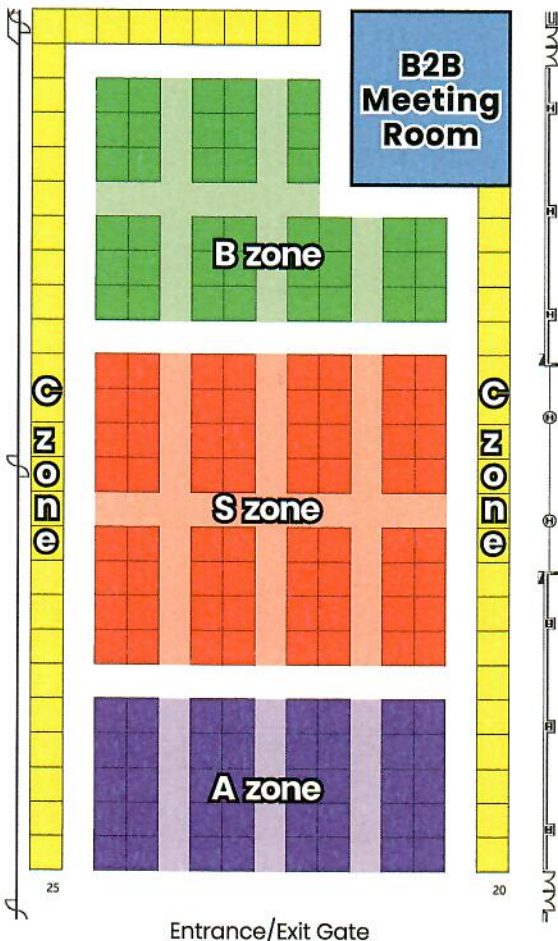 B2B
Meeting
Room
B zone
C zone
C zone
S zone
A zone
25
20
Entrance/Exit Gate